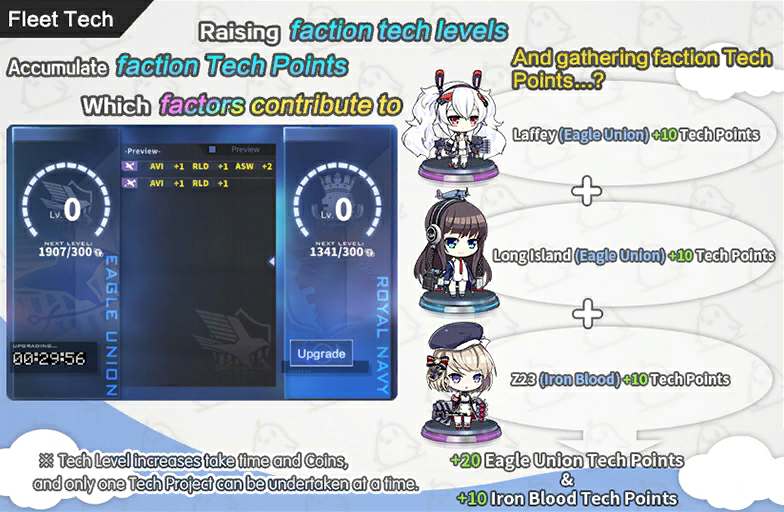 Fleet Tech
Raising faction tech levels
Accumulate faction Tech Points
Which factors contribute to
And gathering faction Tech
Points...?
-Preview-
Preview
AVI +1 RLD +1 ASW +2
AVI +1 RLD +1
Lv. 0
NEXT LEVEL:
1907/300
EAGLE UNION
UPGRADING...
00:29:56
Lv. 0
NEXT LEVEL:
1341/300
ROYAL NAVY
Upgrade
Laffey (Eagle Union) +10 Tech Points
+
Long Island (Eagle Union) +10 Tech Points
+
Z23 (Iron Blood) +10 Tech Points
+20 Eagle Union Tech Points
&
+10 Iron Blood Tech Points
※ Tech Level increases take time and Coins,
and only one Tech Project can be undertaken at a time.